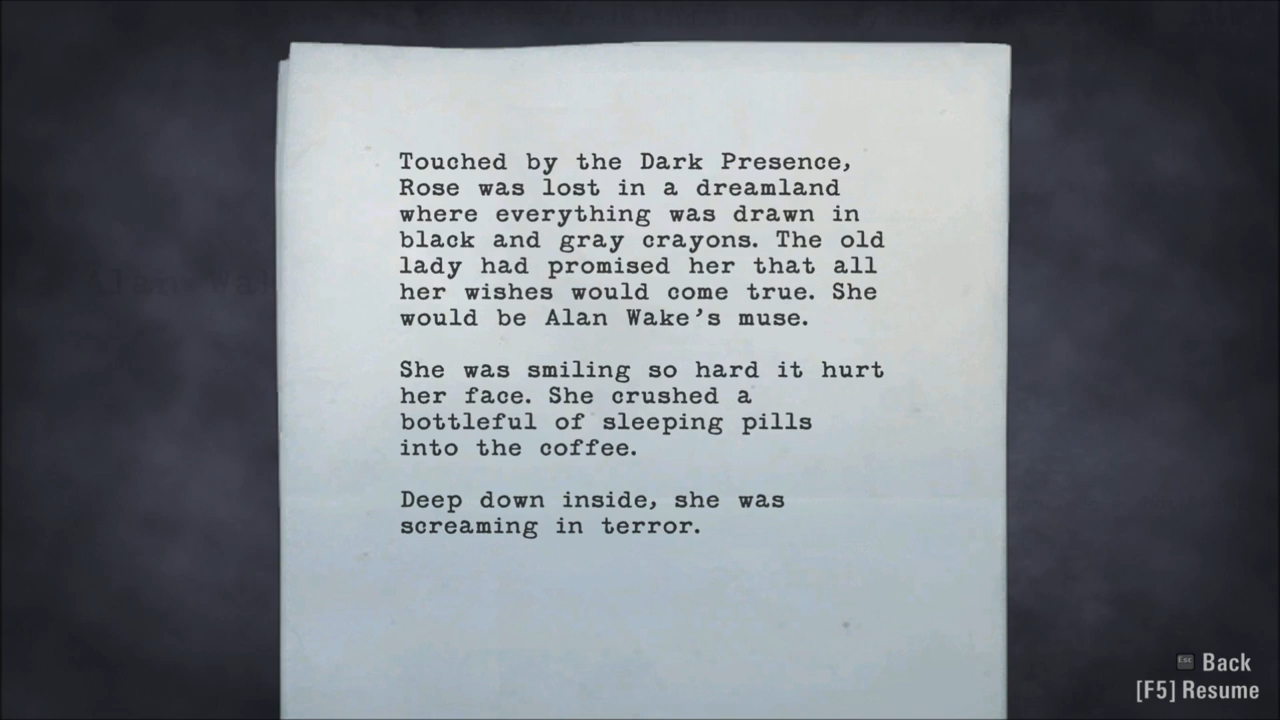 Touched by the Dark Presence,
Rose was lost in a dreamland
where everything was drawn in
black and gray crayons. The old
lady had promised her that all
her wishes would come true. She
would be Alan Wake's muse.
She was smiling so hard it hurt
her face. She crushed a
bottleful of sleeping pills
into the coffee.
Deep down inside, she was
screaming in terror.
Esc Back
[F5] Resume